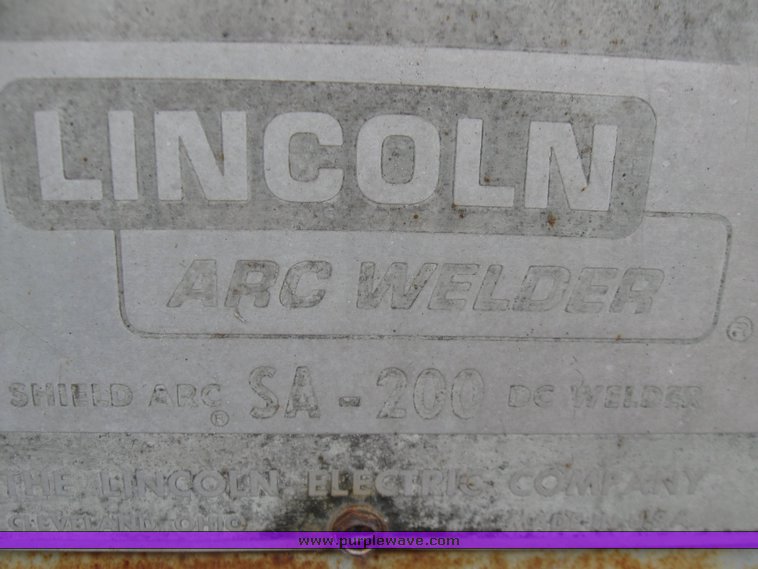 LINCOLN
ARC WELDER ®
SHIELD ARC ® SA-200 DC WELDER
THE LINCOLN ELECTRIC COMPANY
CLEVELAND, OHIO
www.purplewave.com